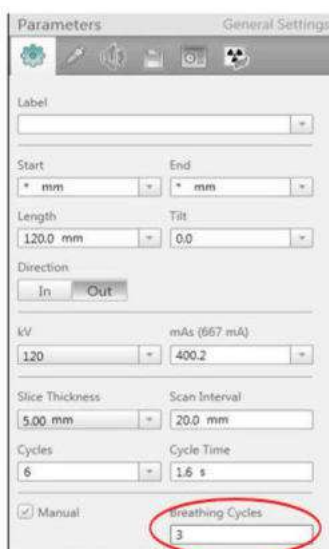 Parameters General Settings
Label
Start End
* mm * mm
Length Tilt
120.0 mm 0.0
Direction
In Out
kV mAs (667 mA)
120 400.2
Slice Thickness Scan Interval
5.00 mm 20.0 mm
Cycles Cycle Time
6 1.6 s
Manual Breathing Cycles
3